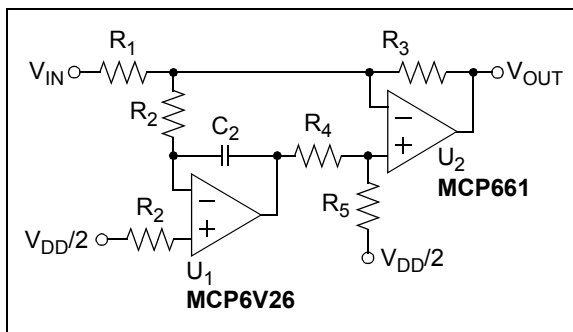 R1
R3
VIN
VOUT
R2
C2
R4
−
+
U2
MCP661
R2
−
+
R5
VDD/2
U1
VDD/2
MCP6V26